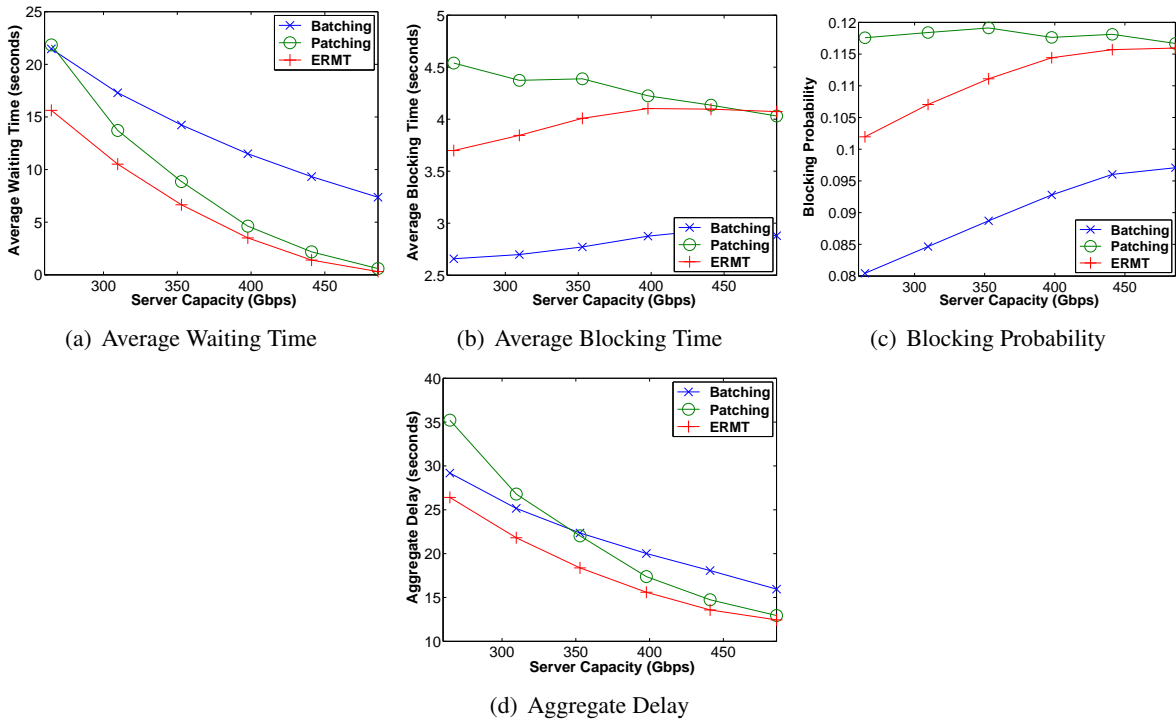 25
20
15
10
5
0
300
350
400
450
Server Capacity (Gbps)
Average Waiting Time (seconds)
Batching
Patching
ERMT
(a) Average Waiting Time
5
4.5
4
3.5
3
2.5
300
350
400
450
Server Capacity (Gbps)
Average Blocking Time (seconds)
Batching
Patching
ERMT
(b) Average Blocking Time
0.12
0.115
0.11
0.105
0.1
0.095
0.09
0.085
0.08
300
350
400
450
Server Capacity (Gbps)
Blocking Probability
Batching
Patching
ERMT
(c) Blocking Probability
40
35
30
25
20
15
10
300
350
400
450
Server Capacity (Gbps)
Aggregate Delay (seconds)
Batching
Patching
ERMT
(d) Aggregate Delay